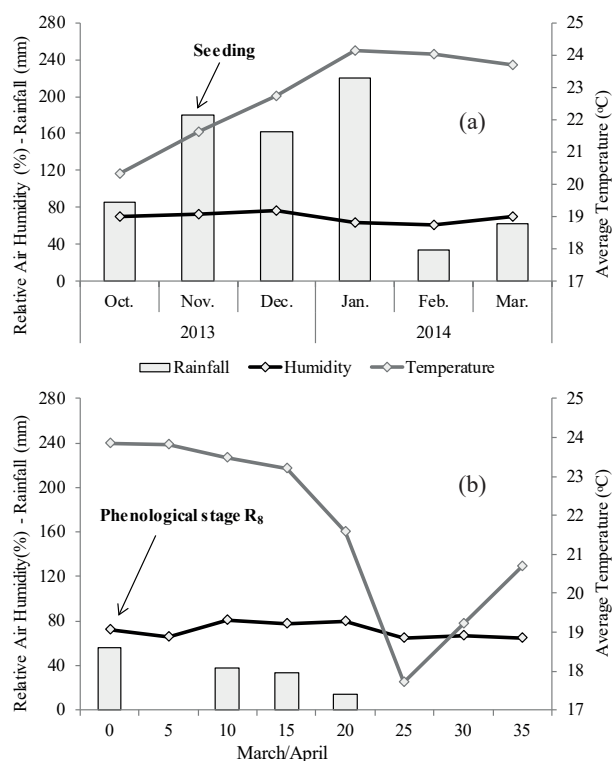 280
240
200
160
120
80
40
0
Relative Air Humidity (%) - Rainfall (mm)
Seeding
(a)
25
24
23
22
21
20
19
18
17
Average Temperature (ºC)
Oct. Nov. Dec. Jan. Feb. Mar.
2013 2014
Rainfall Humidity Temperature
280
240
200
160
120
80
40
0
Relative Air Humidity(%) - Rainfall (mm)
Phenological stage R8
(b)
25
24
23
22
21
20
19
18
17
Average Temperature (ºC)
0 5 10 15 20 25 30 35
March/April